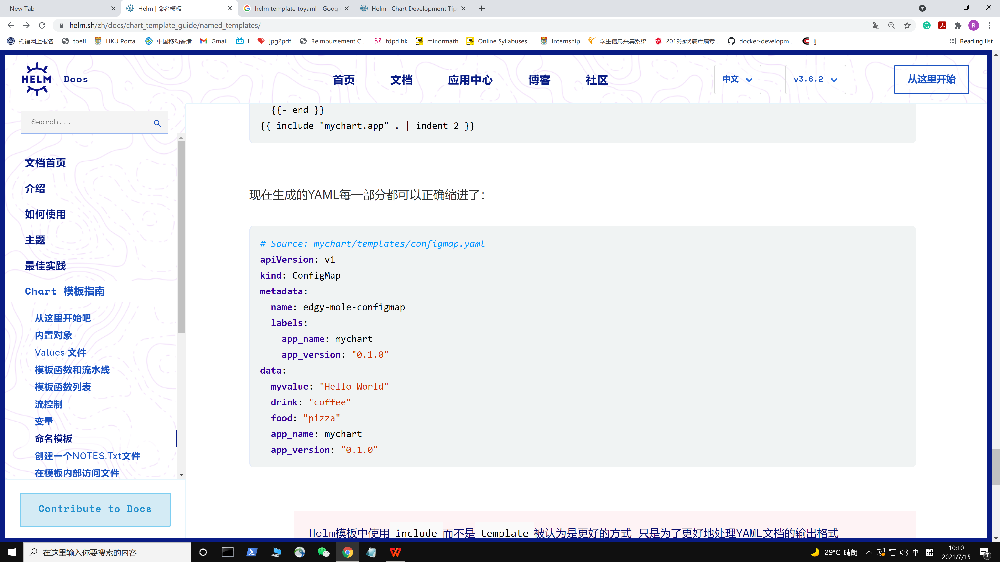 New Tab
Helm | 命名模板
helm template toyaml - Googl
Helm | Chart Development Tip
helm.sh/zh/docs/chart_template_guide/named_templates/
R
托福网上报名
toefl
HKU Portal
中国移动香港
Gmail
l
jpg2pdf
Reimbursement C...
fdpd hk
minormath
Online Syllabuses...
Internship
学生信息采集系统
2019冠状病毒病专...
docker-developm...
lj
Reading list
HELM
Docs
首页
文档
应用中心
博客
社区
中文
v3.6.2
从这里开始
Search...
文档首页
介绍
如何使用
主题
最佳实践
Chart 模板指南
从这里开始吧
内置对象
Values 文件
模板函数和流水线
模板函数列表
流控制
变量
命名模板
创建一个NOTES.Txt文件
在模板内部访问文件
Contribute to Docs
{{- end }}
{{ include "mychart.app" . | indent 2 }}
现在生成的YAML每一部分都可以正确缩进了：
# Source: mychart/templates/configmap.yaml
apiVersion: v1
kind: ConfigMap
metadata:
  name: edgy-mole-configmap
  labels:
    app_name: mychart
    app_version: "0.1.0"
data:
  myvalue: "Hello World"
  drink: "coffee"
  food: "pizza"
  app_name: mychart
  app_version: "0.1.0"
Helm模板中使用 include 而不是 template 被认为是更好的方式 只是为了更好地处理YAML文档的输出格式
在这里输入你要搜索的内容
29°C 晴朗
中
拼
10:10
2021/7/15
7